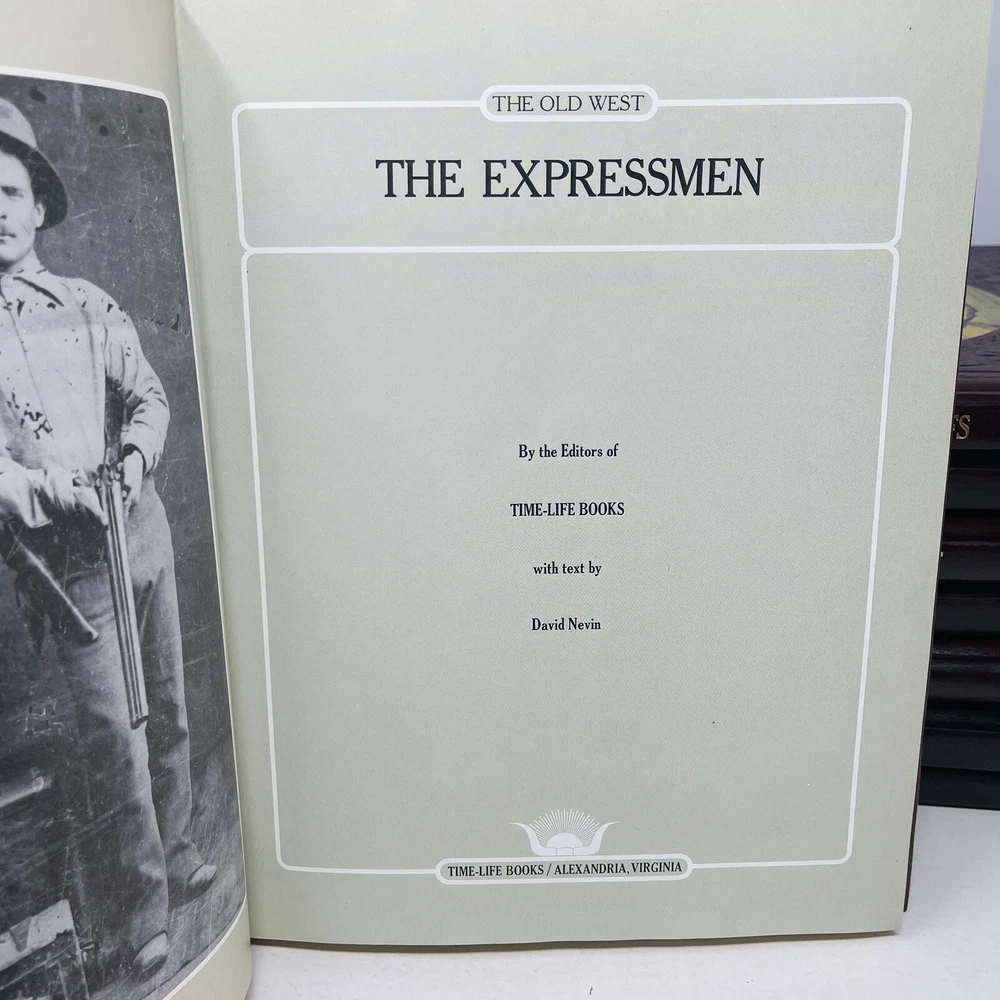 THE OLD WEST
THE EXPRESSMEN
By the Editors of
TIME-LIFE BOOKS
with text by
David Nevin
TIME-LIFE BOOKS / ALEXANDRIA, VIRGINIA